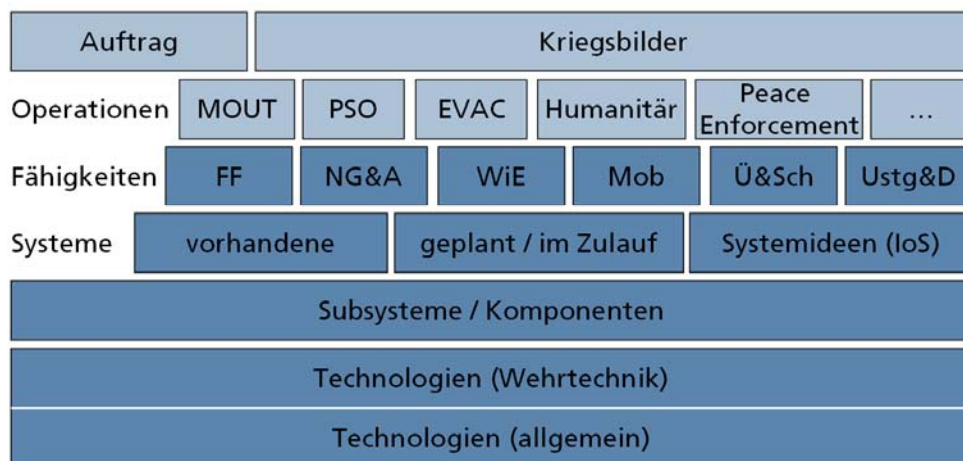 Auftrag Kriegsbilder
Operationen MOUT PSO EVAC Humanitär Peace Enforcement ...
Fähigkeiten FF NG&A WiE Mob Ü&Sch Ustg&D
Systeme vorhandene geplant / im Zulauf Systemideen (IoS)
Subsysteme / Komponenten
Technologien (Wehrtechnik)
Technologien (allgemein)